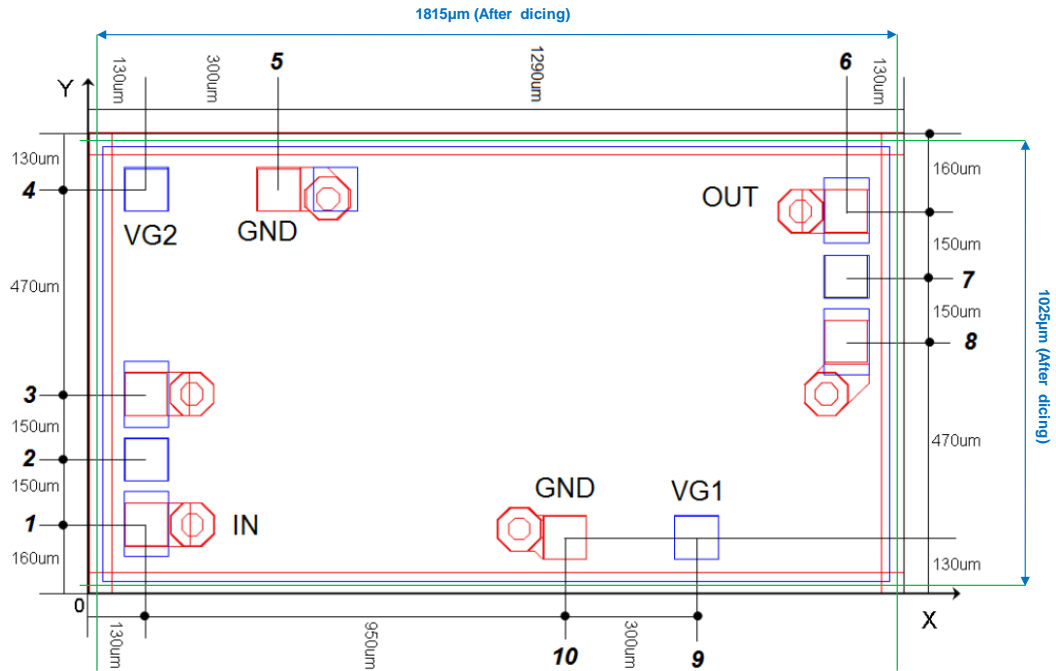 1815µm (After dicing)
130um
300um
5
1290um
6
130um
Y
130um
160um
4
OUT
VG2
GND
150um
7
470um
150um
8
1025µm (After dicing)
3
150um
470um
2
150um
GND
VG1
1
IN
160um
130um
0
X
130um
950um
10
300um
9